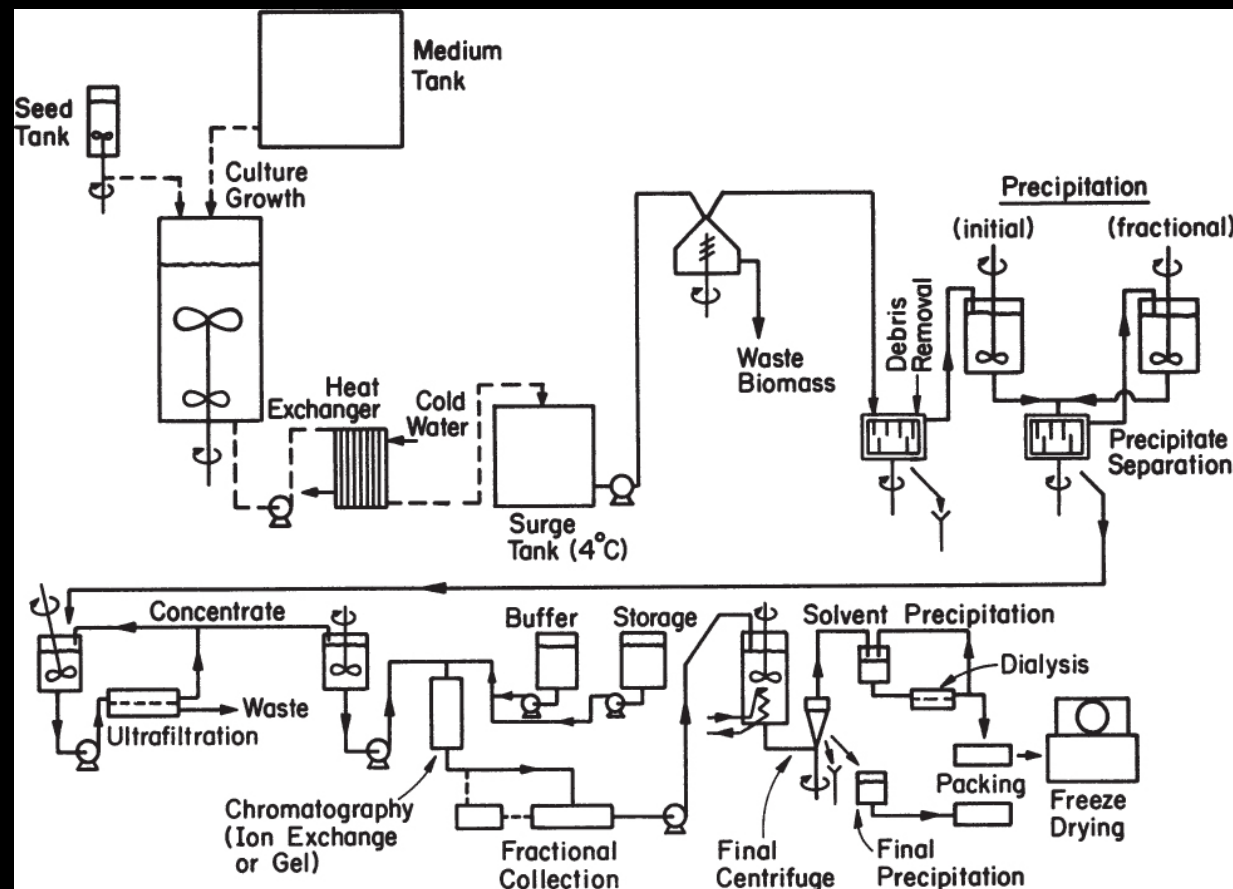 Medium
Tank
Seed
Tank
Culture
Growth
Precipitation
(initial)
(fractional)
Debris
Removal
Waste
Biomass
Heat
Exchanger
Cold
Water
Precipitate
Separation
Surge
Tank (4°C)
Concentrate
Buffer
Storage
Solvent Precipitation
Dialysis
Waste
Ultrafiltration
Packing
Freeze
Drying
Chromatography
(Ion Exchange
or Gel)
Fractional
Collection
Final
Centrifuge
Final
Precipitation